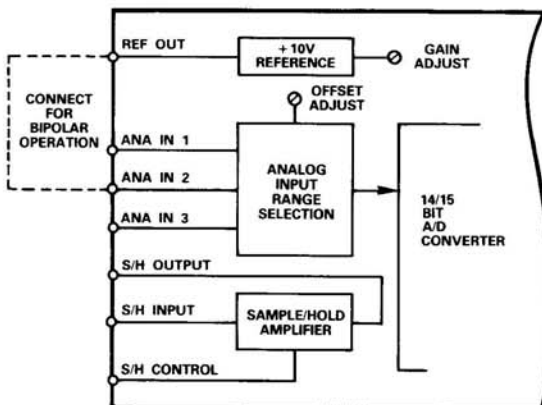 REF OUT
+ 10V
REFERENCE
GAIN
ADJUST
CONNECT
FOR
BIPOLAR
OPERATION
OFFSET
ADJUST
ANA IN 1
ANA IN 2
ANA IN 3
ANALOG
INPUT
RANGE
SELECTION
14/15
BIT
A/D
CONVERTER
S/H OUTPUT
S/H INPUT
SAMPLE/HOLD
AMPLIFIER
S/H CONTROL